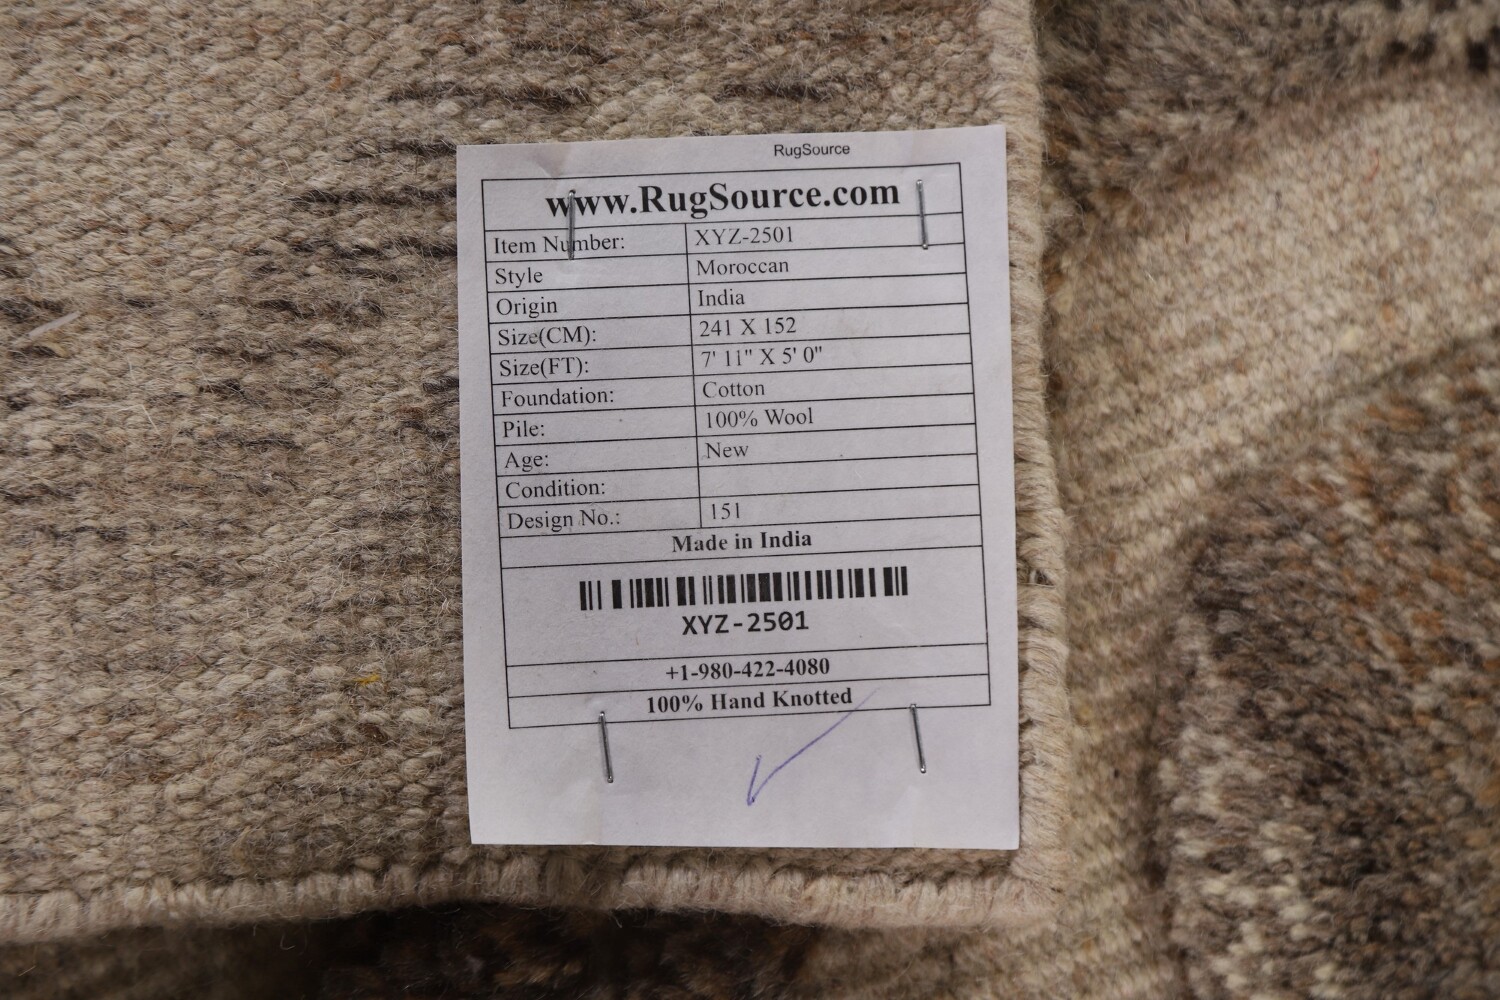 RugSource
www.RugSource.com
Item Number: XYZ-2501
Style Moroccan
Origin India
Size(CM): 241 X 152
Size(FT): 7' 11" X 5' 0"
Foundation: Cotton
Pile: 100% Wool
Age: New
Condition:
Design No.: 151
Made in India
XYZ-2501
+1-980-422-4080
100% Hand Knotted